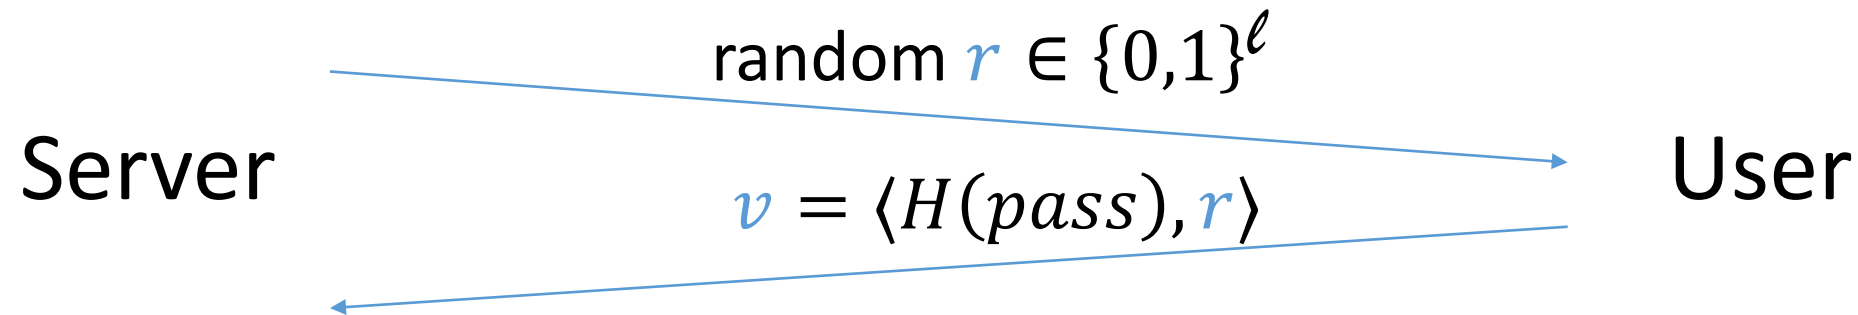 random r ∈ {0,1}^ℓ
Server
User
v = ⟨H(pass), r⟩